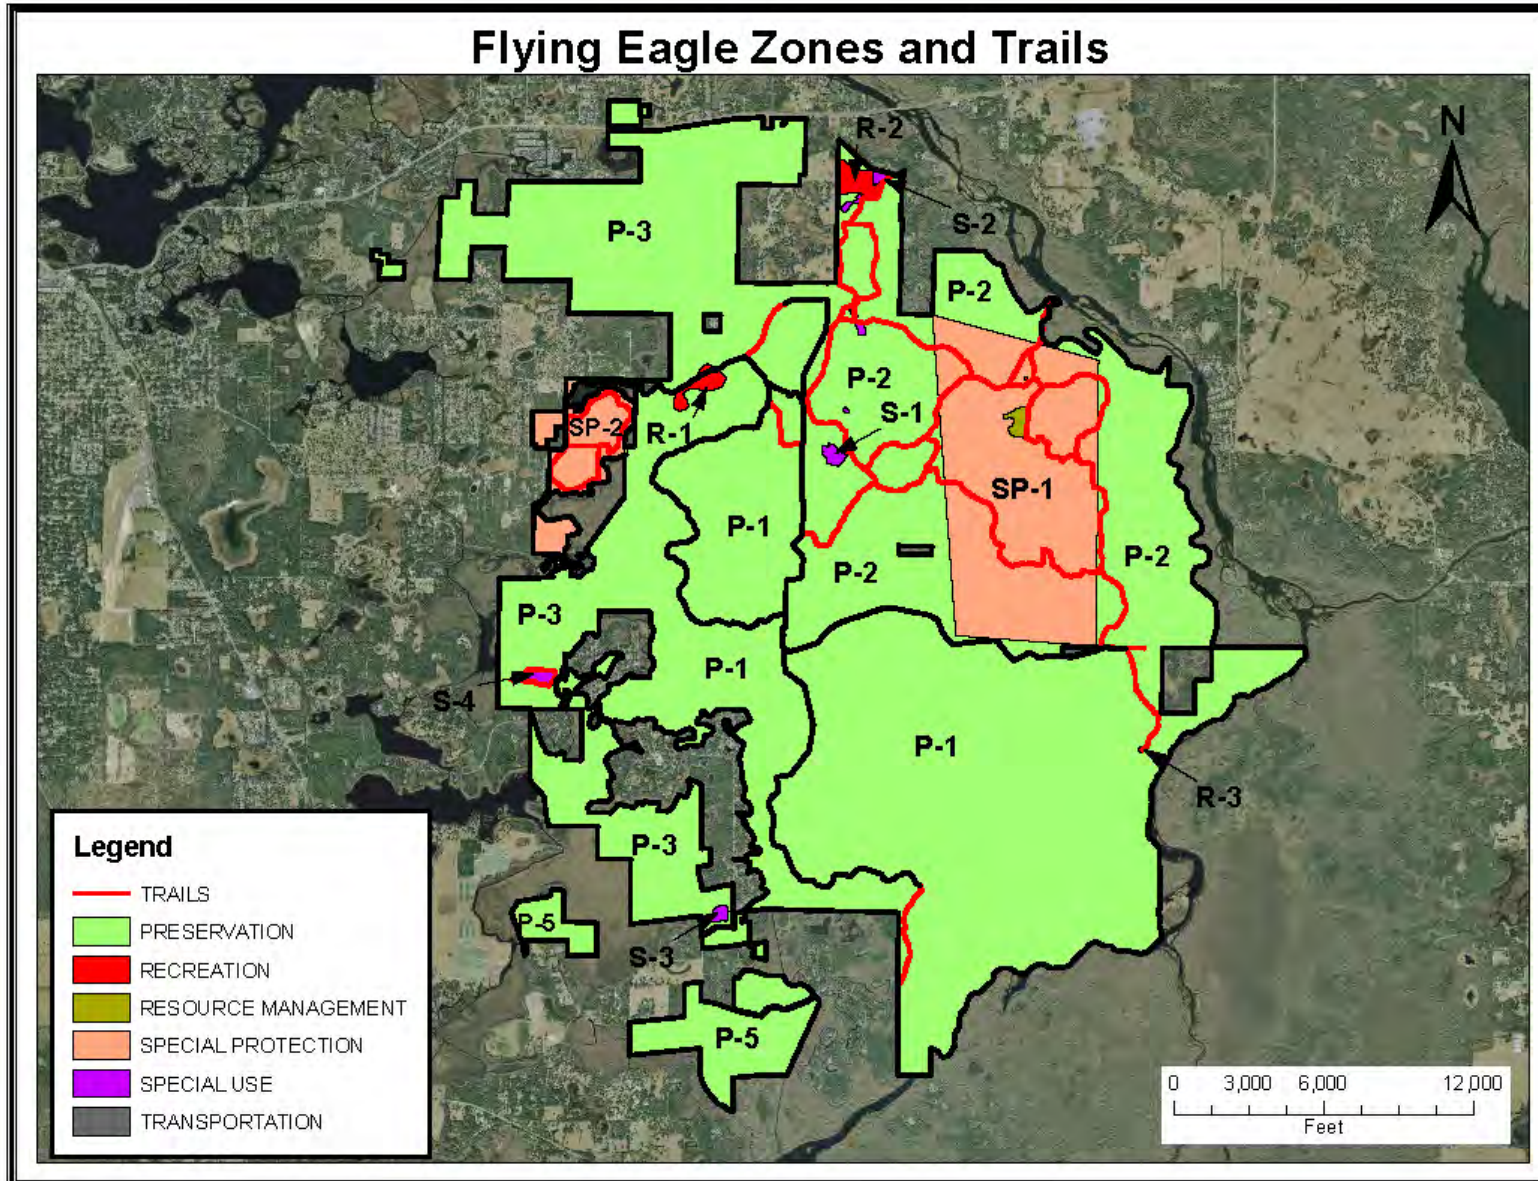 Flying Eagle Zones and Trails
N
R-2
S-2
P-3
P-2
P-2
S-1
SP-2
R-1
SP-1
P-1
P-2
P-2
P-3
P-1
S-4
P-1
R-3
P-3
P-5
S-3
P-5
Legend
TRAILS
PRESERVATION
RECREATION
RESOURCE MANAGEMENT
SPECIAL PROTECTION
SPECIAL USE
TRANSPORTATION
0 3,000 6,000 12,000
Feet